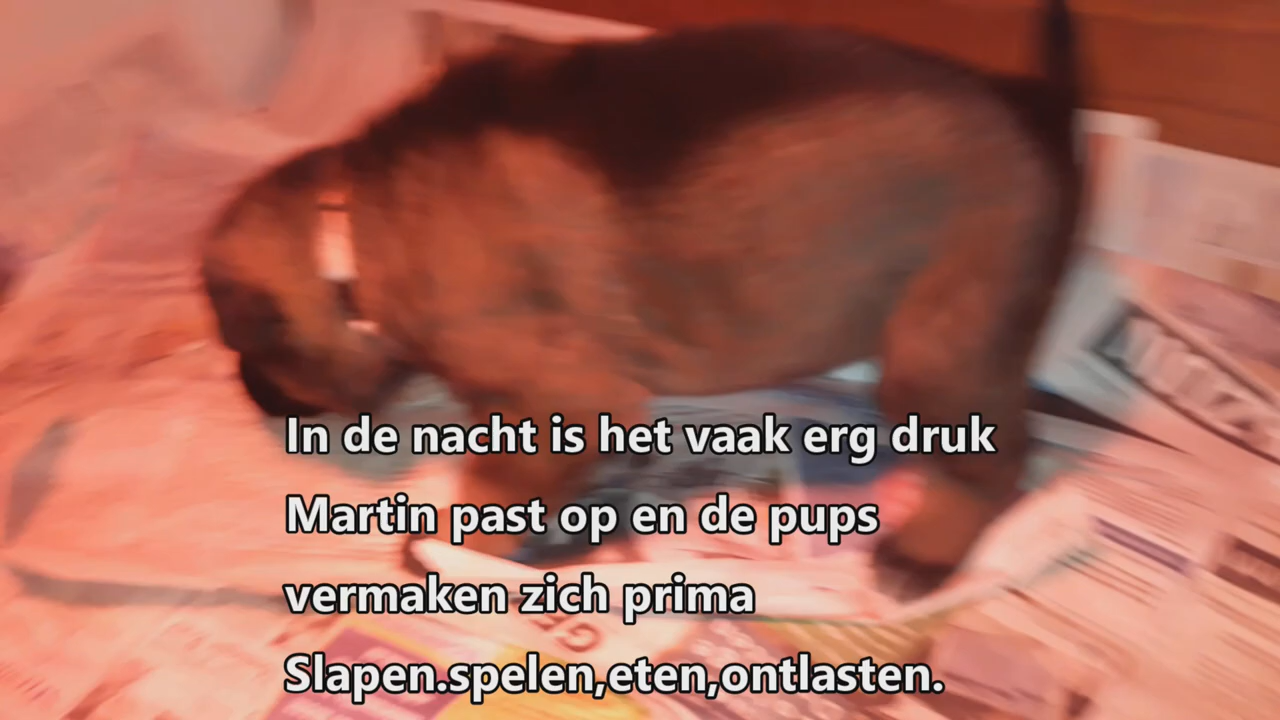 In de nacht is het vaak erg druk
Martin past op en de pups
vermaken zich prima
Slapen.spelen,eten,ontlasten.